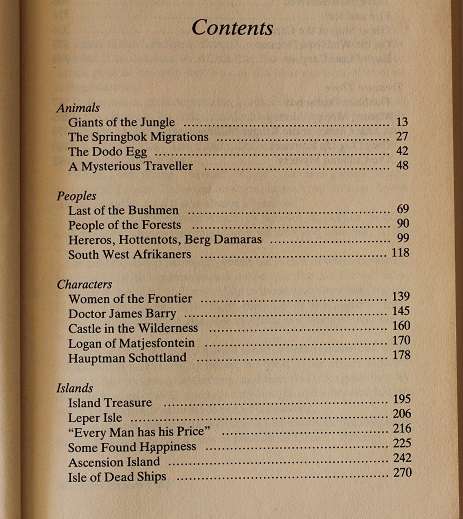 Contents
Animals
Giants of the Jungle ........................................................ 13
The Springbok Migrations ............................................. 27
The Dodo Egg ................................................................ 42
A Mysterious Traveller .................................................. 48
Peoples
Last of the Bushmen ...................................................... 69
People of the Forests ..................................................... 90
Hereros, Hottentots, Berg Damaras ............................... 99
South West Afrikaners ................................................... 118
Characters
Women of the Frontier ................................................... 139
Doctor James Barry ........................................................ 145
Castle in the Wilderness ................................................. 160
Logan of Matjesfontein .................................................. 170
Hauptman Schottland ..................................................... 178
Islands
Island Treasure ............................................................... 195
Leper Isle ........................................................................ 206
"Every Man has his Price" .............................................. 216
Some Found Happiness .................................................. 225
Ascension Island ............................................................. 242
Isle of Dead Ships ........................................................... 270